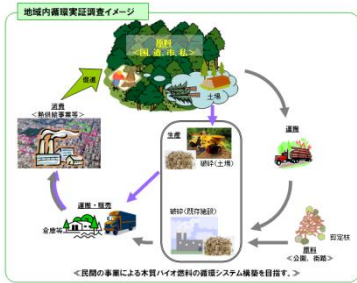 地域内循環実証調査イメージ
原料
＜国、道、市、私＞
促進
土場
消費
＜熱供給事業等＞
生産
運搬
破砕（土場）
運搬・販売
破砕（既存施設）
倉庫等
剪定枝
原料
＜公園、街路＞
≪民間の事業による木質バイオ燃料の循環システム構築を目指す。≫